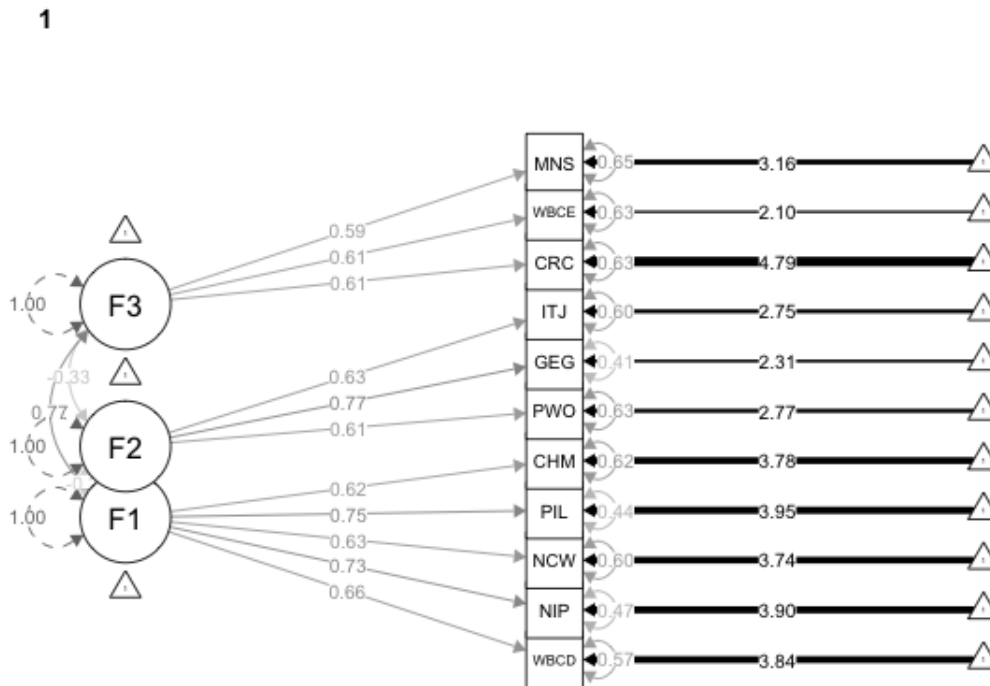 1
MNS 0.65 3.16
0.59
WBCE 0.63 2.10
0.61
CRC 0.63 4.79
0.61
F3
1.00
ITJ 0.60 2.75
GEG 0.41 2.31
-0.33
0.63
0.77
0.77
PWO 0.63 2.77
0.61
F2
1.00
CHM 0.62 3.78
0.62
PIL 0.44 3.95
0.75
F1
1.00
NCW 0.60 3.74
0.63
0.73
NIP 0.47 3.90
0.66
WBCD 0.57 3.84